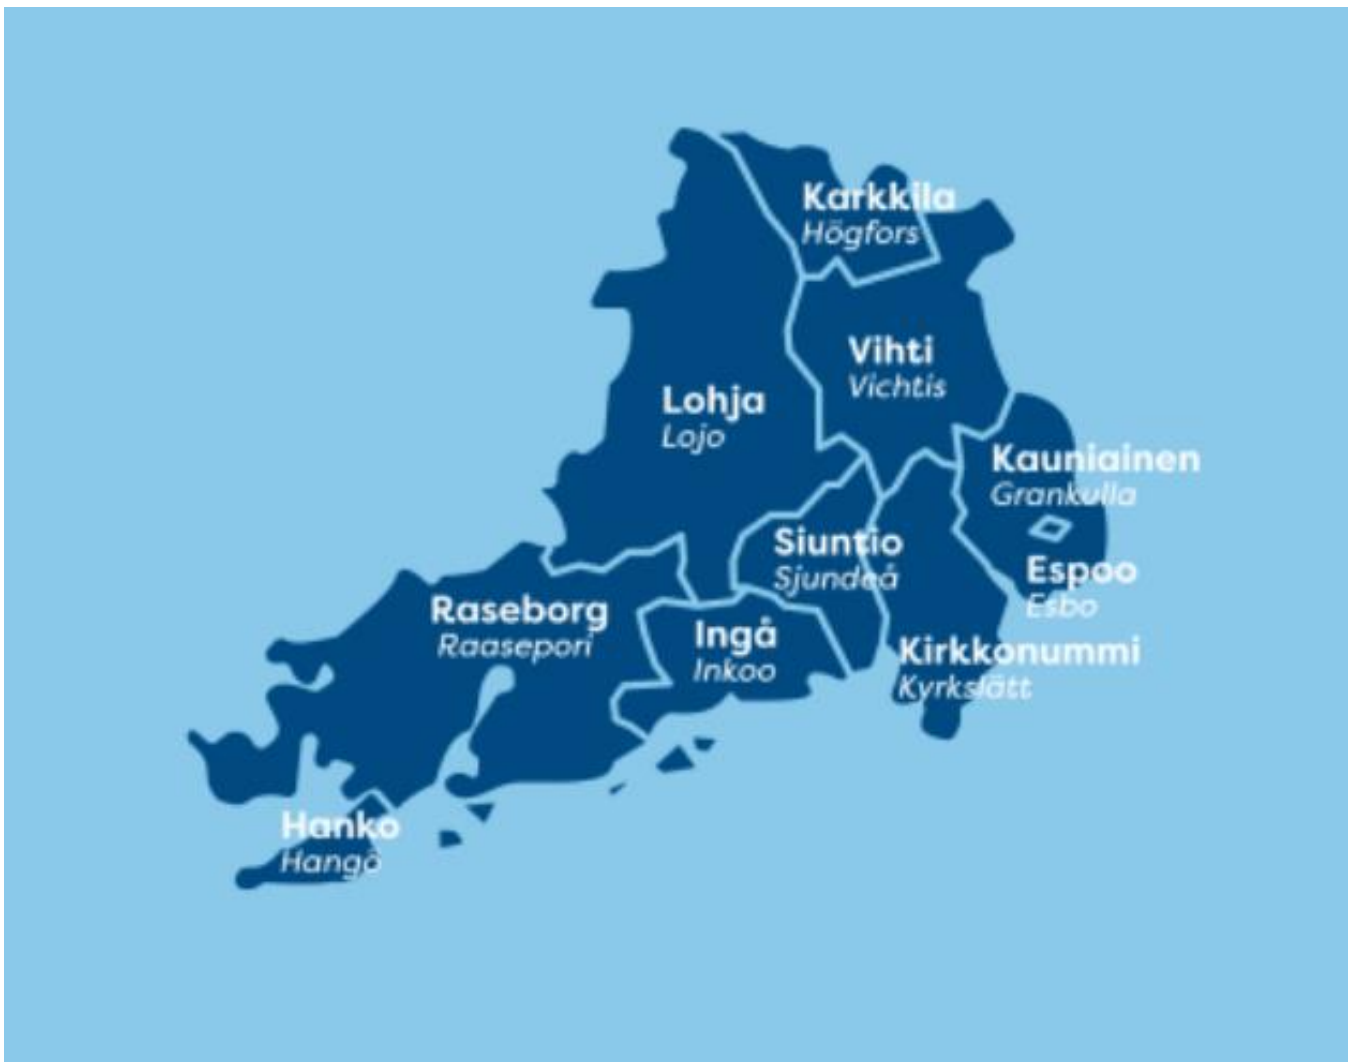 Karkkila
Högfors
Vihti
Vichtis
Lohja
Lojo
Kauniainen
Grankulla
Siuntio
Sjundeå
Espoo
Esbo
Raseborg
Raasepori
Ingå
Inkoo
Kirkkonummi
Kyrkslätt
Hanko
Hangö